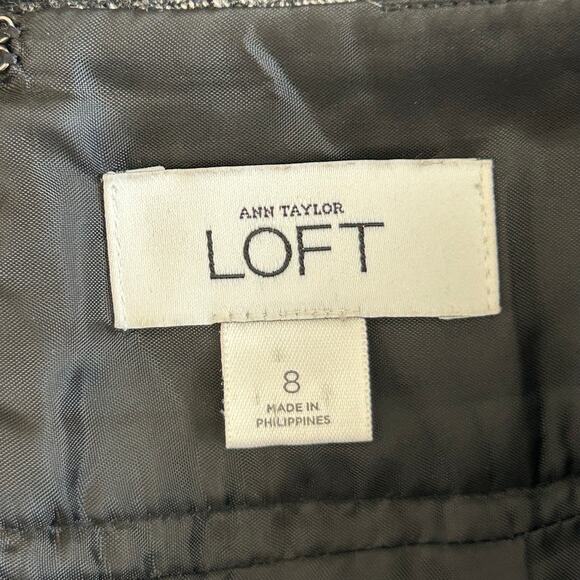 ANN TAYLOR
LOFT
8
MADE IN
PHILIPPINES